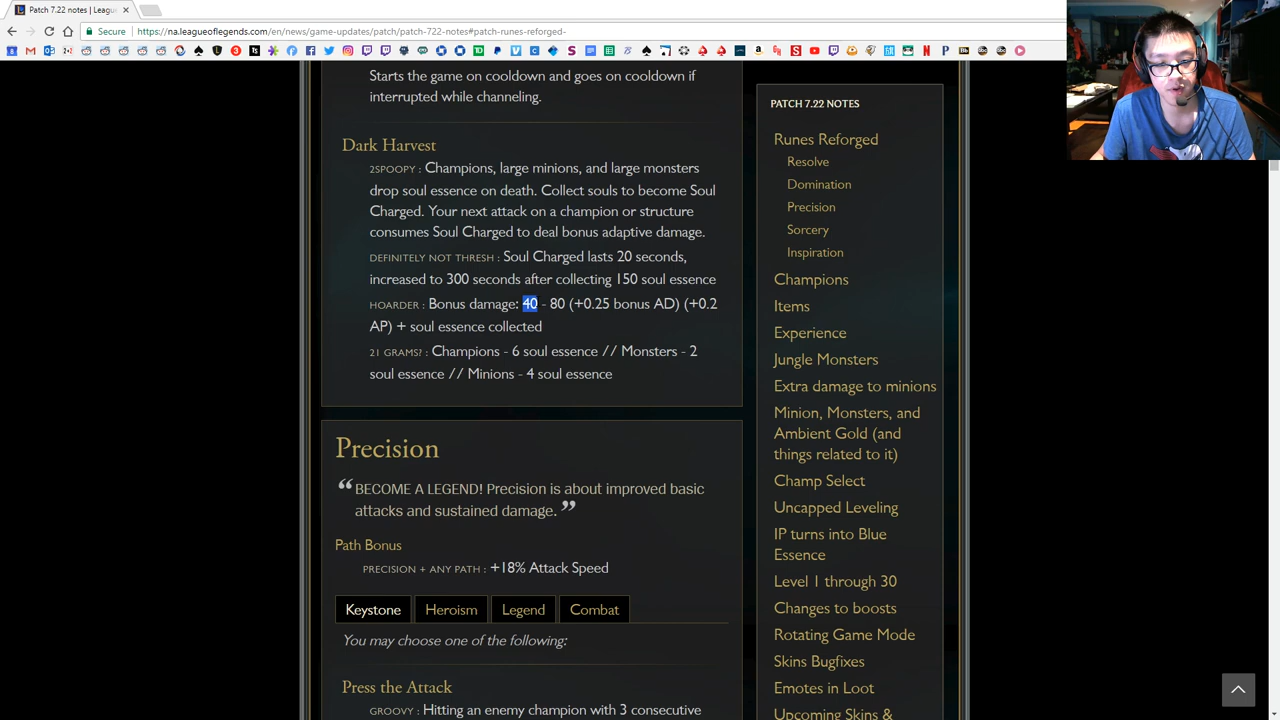 Patch 7.22 notes | Leagu
Secure
https://na.leagueoflegends.com/en/news/game-updates/patch/patch-722-notes#patch-runes-reforged-
Starts the game on cooldown and goes on cooldown if
interrupted while channeling.
Dark Harvest
2SPOOPY : Champions, large minions, and large monsters
drop soul essence on death. Collect souls to become Soul
Charged. Your next attack on a champion or structure
consumes Soul Charged to deal bonus adaptive damage.
DEFINITELY NOT THRESH : Soul Charged lasts 20 seconds,
increased to 300 seconds after collecting 150 soul essence
HOARDER : Bonus damage: 40 - 80 (+0.25 bonus AD) (+0.2
AP) + soul essence collected
21 GRAMS? : Champions - 6 soul essence // Monsters - 2
soul essence // Minions - 4 soul essence
Precision
“ BECOME A LEGEND! Precision is about improved basic
attacks and sustained damage. ”
Path Bonus
PRECISION + ANY PATH : +18% Attack Speed
Keystone Heroism Legend Combat
You may choose one of the following:
Press the Attack
GROOVY : Hitting an enemy champion with 3 consecutive
PATCH 7.22 NOTES
Runes Reforged
Resolve
Domination
Precision
Sorcery
Inspiration
Champions
Items
Experience
Jungle Monsters
Extra damage to minions
Minion, Monsters, and
Ambient Gold (and
things related to it)
Champ Select
Uncapped Leveling
IP turns into Blue
Essence
Level 1 through 30
Changes to boosts
Rotating Game Mode
Skins Bugfixes
Emotes in Loot
Upcoming Skins &